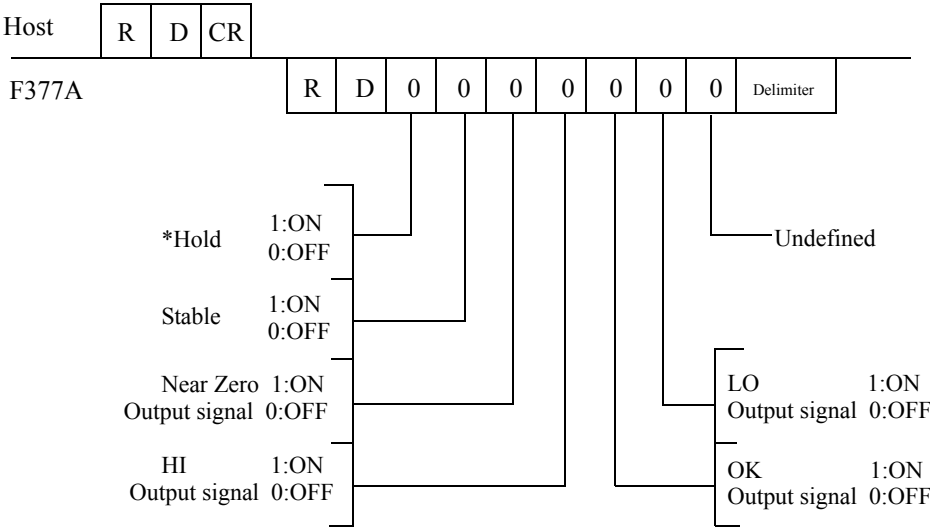 Host R D CR
F377A R D 0 0 0 0 0 0 0 Delimiter
*Hold 1:ON
0:OFF
Undefined
Stable 1:ON
0:OFF
Near Zero 1:ON
Output signal 0:OFF
LO 1:ON
Output signal 0:OFF
HI 1:ON
Output signal 0:OFF
OK 1:ON
Output signal 0:OFF